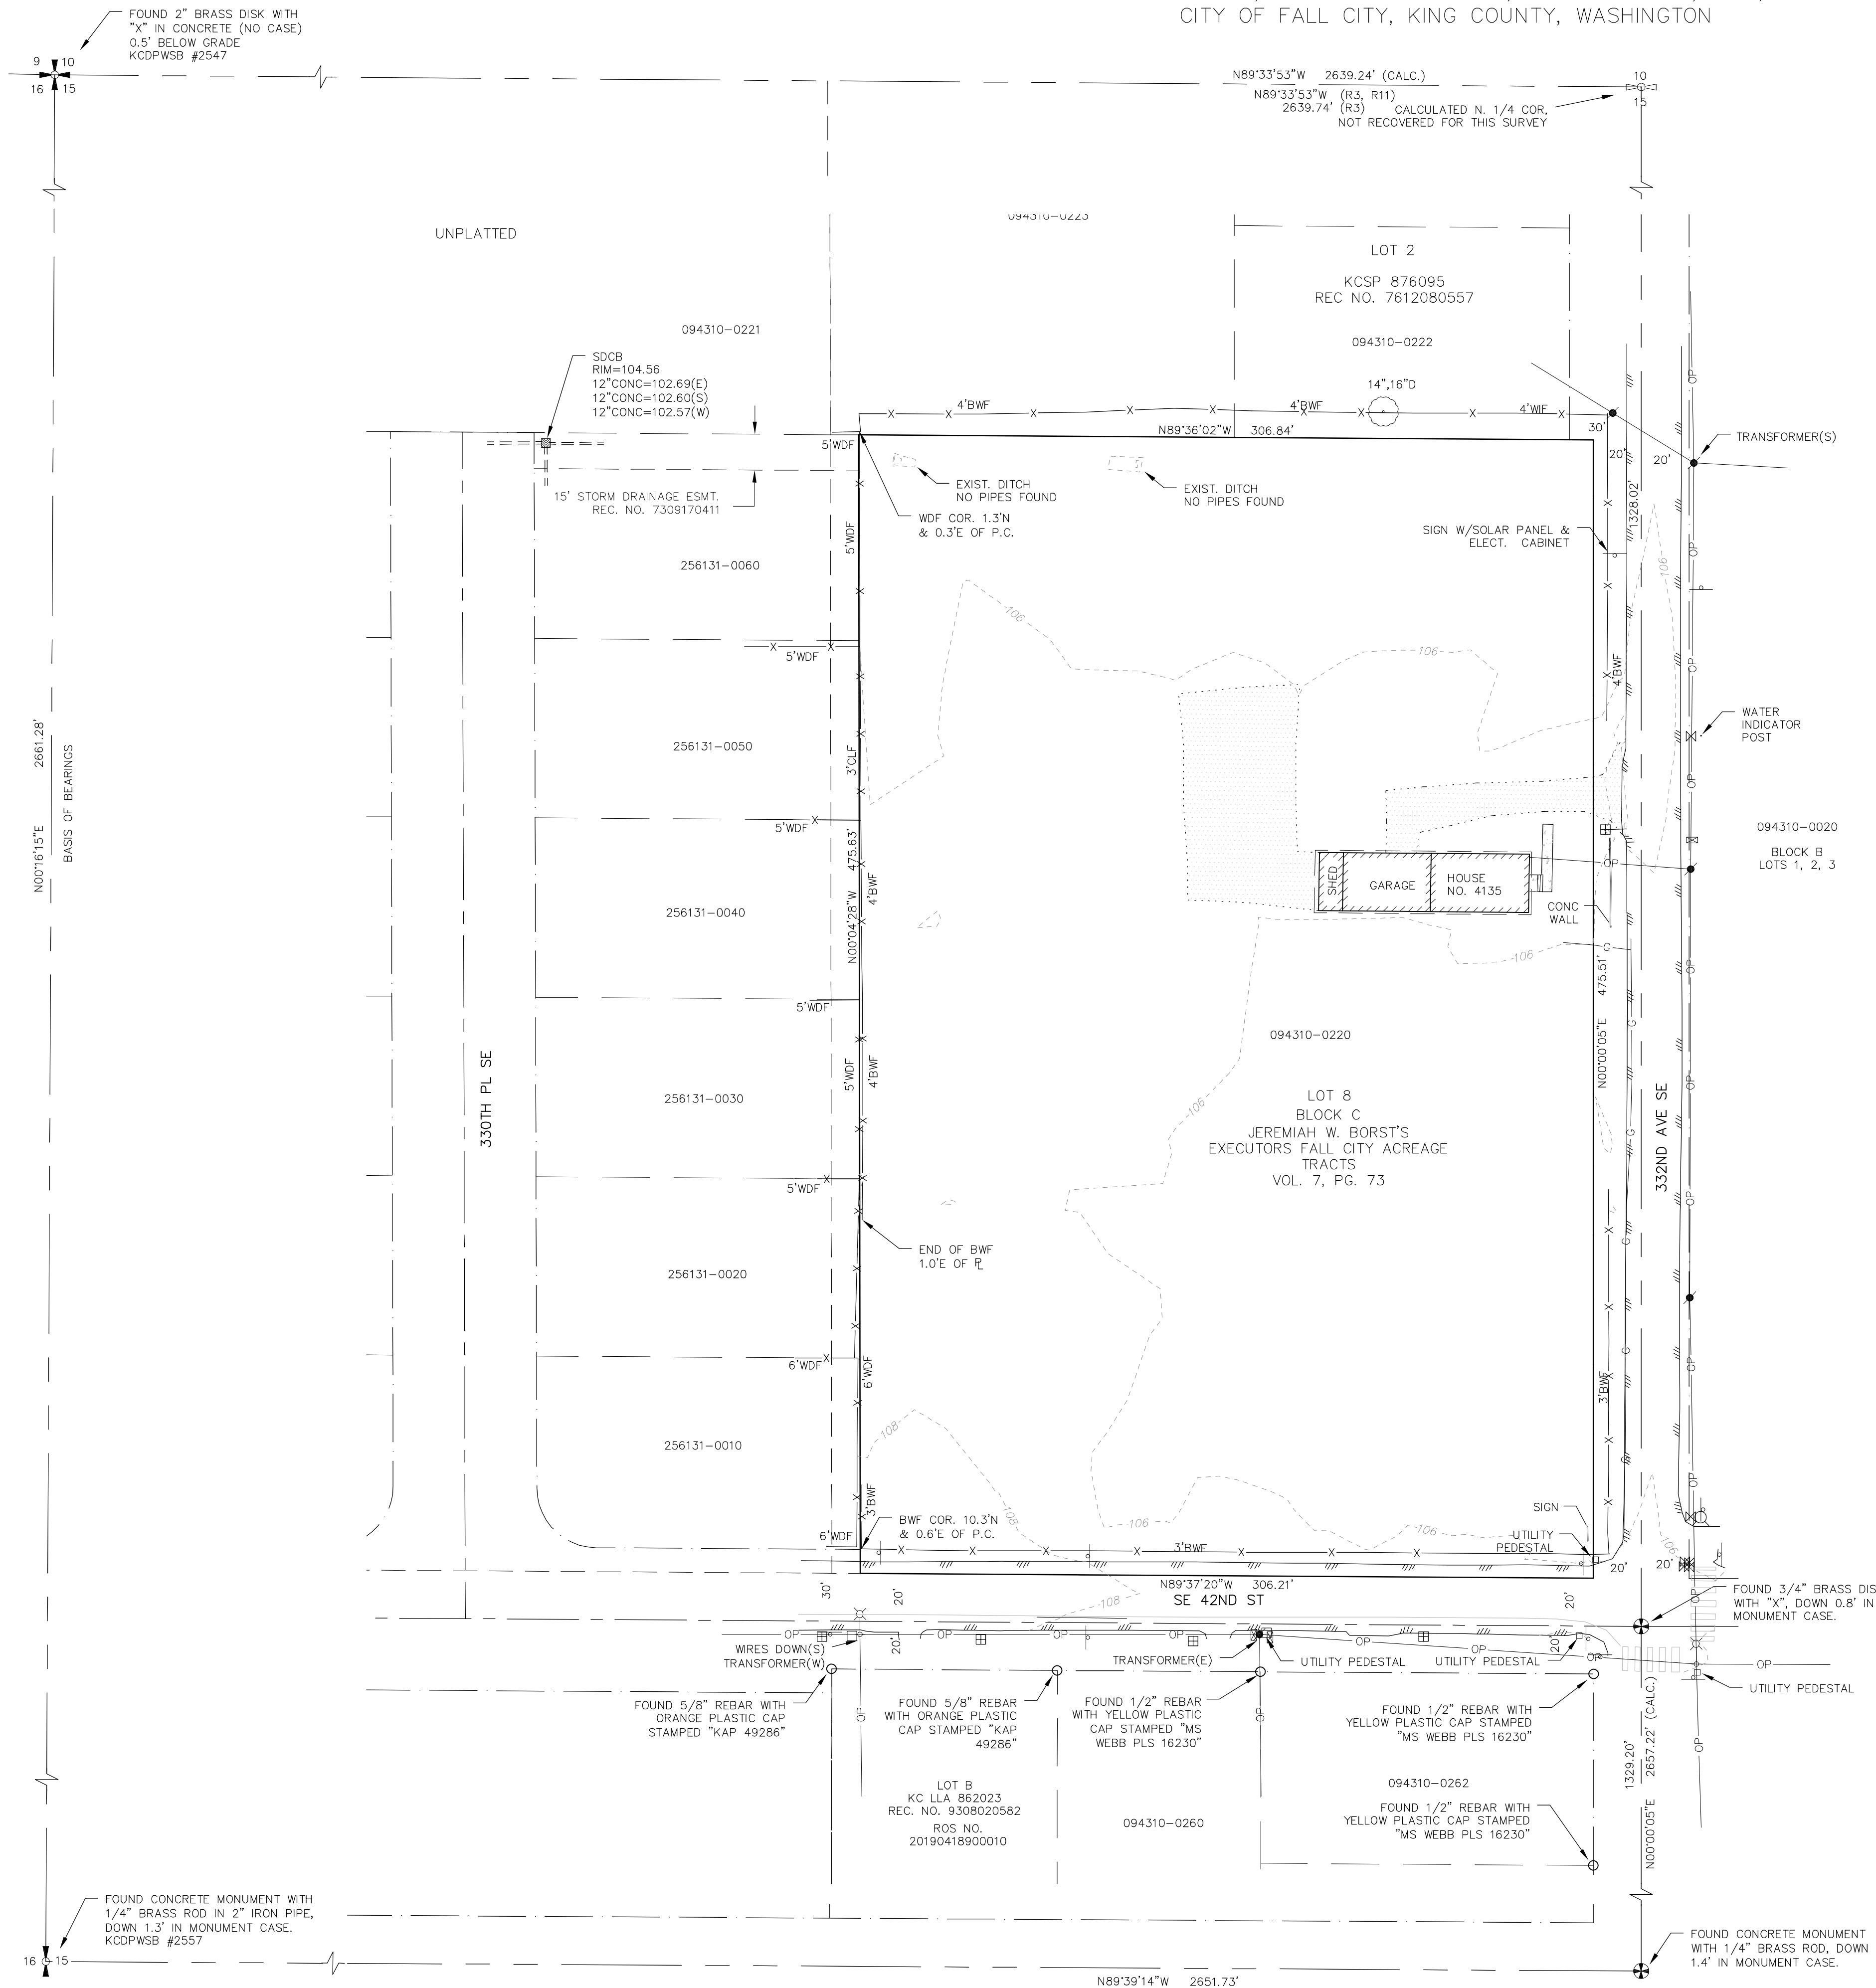 CITY OF FALL CITY, KING COUNTY, WASHINGTON
FOUND 2" BRASS DISK WITH
"X" IN CONCRETE (NO CASE)
0.5' BELOW GRADE
KCDPWSB #2547
9 10
16 15
N89°33'53"W 2639.24' (CALC.)
N89°33'53"W (R3, R11)
2639.74' (R3)
CALCULATED N. 1/4 COR,
NOT RECOVERED FOR THIS SURVEY
10
15
UNPLATTED
094310-0223
LOT 2
KCSP 876095
REC NO. 7612080557
094310-0222
094310-0221
SDCB
RIM=104.56
12"CONC=102.69(E)
12"CONC=102.60(S)
12"CONC=102.57(W)
14",16"D
4'BWF
4'BWF
4'WIF
N89°36'02"W 306.84'
30'
20'
20'
TRANSFORMER(S)
5'WDF
15' STORM DRAINAGE ESMT.
REC. NO. 7309170411
EXIST. DITCH
NO PIPES FOUND
EXIST. DITCH
NO PIPES FOUND
WDF COR. 1.3'N
& 0.3'E OF P.C.
1328.02'
SIGN W/SOLAR PANEL &
ELECT. CABINET
5'WDF
256131-0060
106
106
106
5'WDF
4'BWF
OP
OP
OP
OP
N00°16'15"E 2661.28'
BASIS OF BEARINGS
256131-0050
3'CLF
WATER
INDICATOR
POST
5'WDF
N00°04'28"W 475.63'
094310-0020
BLOCK B
LOTS 1, 2, 3
SHED
GARAGE
HOUSE
NO. 4135
OP
4'BWF
256131-0040
CONC
WALL
G
106
N00°00'05"E 475.51'
5'WDF
OP
094310-0220
330TH PL SE
5'WDF
4'BWF
256131-0030
LOT 8
BLOCK C
JEREMIAH W. BORST'S
EXECUTORS FALL CITY ACREAGE
TRACTS
VOL. 7, PG. 73
106
G
G
332ND AVE SE
OP
OP
5'WDF
END OF BWF
1.0'E OF PL
256131-0020
G
G
6'WDF
6'WDF
3'BWF
OP
256131-0010
108
108
106
106
106
G
OP
3'BWF
BWF COR. 10.3'N
& 0.6'E OF P.C.
6'WDF
SIGN
UTILITY
PEDESTAL
3'BWF
20'
20'
N89°37'20"W 306.21'
SE 42ND ST
30'
20'
20'
108
FOUND 3/4" BRASS DIS
WITH "X", DOWN 0.8' IN
MONUMENT CASE.
OP
OP
OP
OP
OP
OP
OP
OP
20'
20'
WIRES DOWN(S)
TRANSFORMER(W)
TRANSFORMER(E)
UTILITY PEDESTAL
UTILITY PEDESTAL
UTILITY PEDESTAL
FOUND 5/8" REBAR WITH
ORANGE PLASTIC CAP
STAMPED "KAP 49286"
FOUND 5/8" REBAR
WITH ORANGE PLASTIC
CAP STAMPED "KAP
49286"
FOUND 1/2" REBAR
WITH YELLOW PLASTIC
CAP STAMPED "MS
WEBB PLS 16230"
FOUND 1/2" REBAR WITH
YELLOW PLASTIC CAP STAMPED
"MS WEBB PLS 16230"
OP
OP
OP
LOT B
KC LLA 862023
REC. NO. 9308020582
ROS NO.
20190418900010
094310-0260
094310-0262
FOUND 1/2" REBAR WITH
YELLOW PLASTIC CAP STAMPED
"MS WEBB PLS 16230"
1329.20'
N00°00'05"E 2657.22' (CALC.)
FOUND CONCRETE MONUMENT WITH
1/4" BRASS ROD IN 2" IRON PIPE,
DOWN 1.3' IN MONUMENT CASE.
KCDPWSB #2557
16 15
N89°39'14"W 2651.73'
FOUND CONCRETE MONUMENT
WITH 1/4" BRASS ROD, DOWN
1.4' IN MONUMENT CASE.